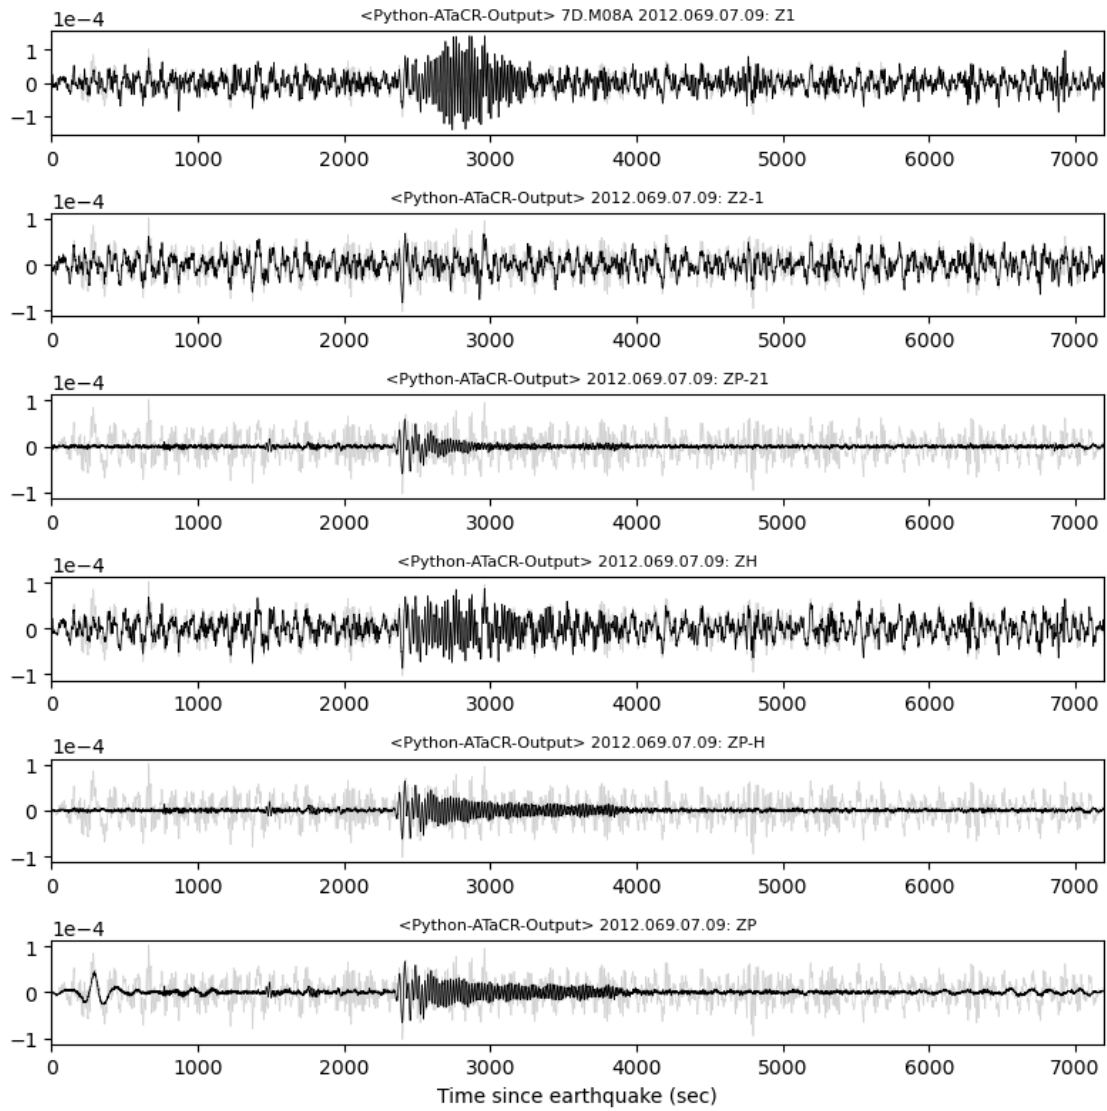 <Python-ATaCR-Output> 7D.M08A 2012.069.07.09: Z1
1e−4
1
0
−1
0 1000 2000 3000 4000 5000 6000 7000
<Python-ATaCR-Output> 2012.069.07.09: Z2-1
1e−4
1
0
−1
0 1000 2000 3000 4000 5000 6000 7000
<Python-ATaCR-Output> 2012.069.07.09: ZP-21
1e−4
1
0
−1
0 1000 2000 3000 4000 5000 6000 7000
<Python-ATaCR-Output> 2012.069.07.09: ZH
1e−4
1
0
−1
0 1000 2000 3000 4000 5000 6000 7000
<Python-ATaCR-Output> 2012.069.07.09: ZP-H
1e−4
1
0
−1
0 1000 2000 3000 4000 5000 6000 7000
<Python-ATaCR-Output> 2012.069.07.09: ZP
1e−4
1
0
−1
0 1000 2000 3000 4000 5000 6000 7000
Time since earthquake (sec)